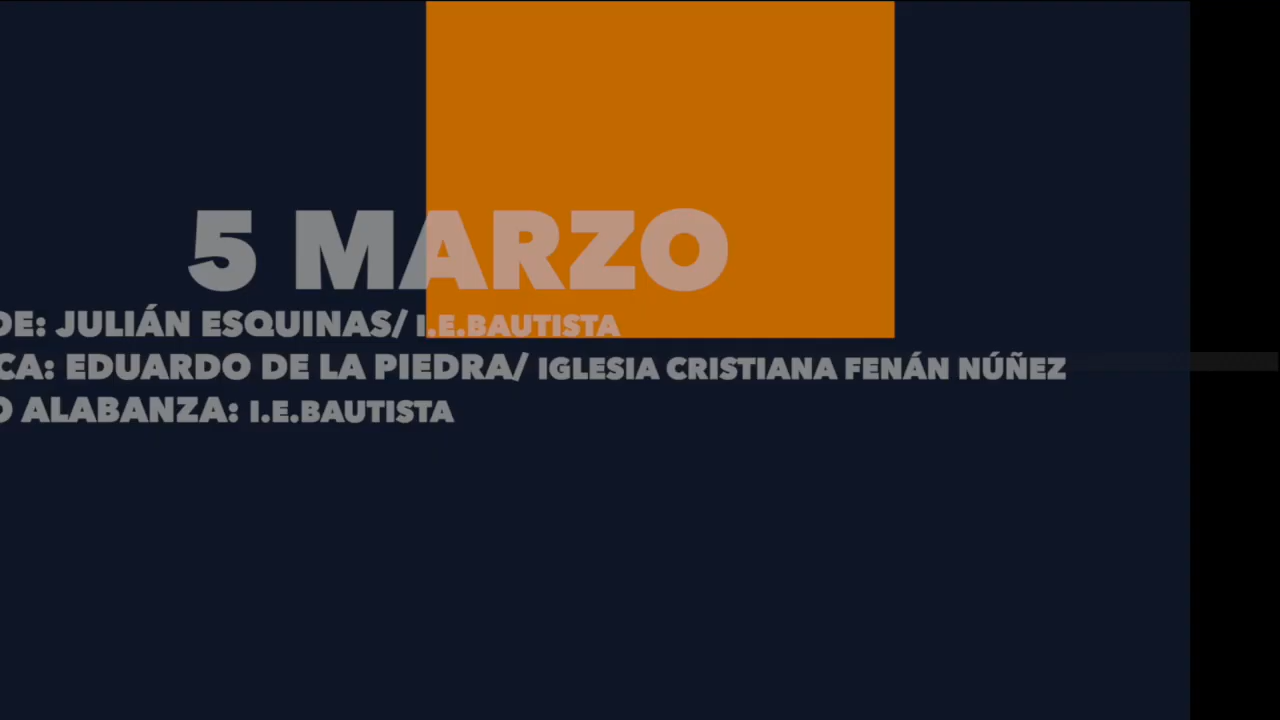 5 MARZO
DE: JULIÁN ESQUINAS/ I.E.BAUTISTA
CA: EDUARDO DE LA PIEDRA/ IGLESIA CRISTIANA FENÁN NÚÑEZ
O ALABANZA: I.E.BAUTISTA